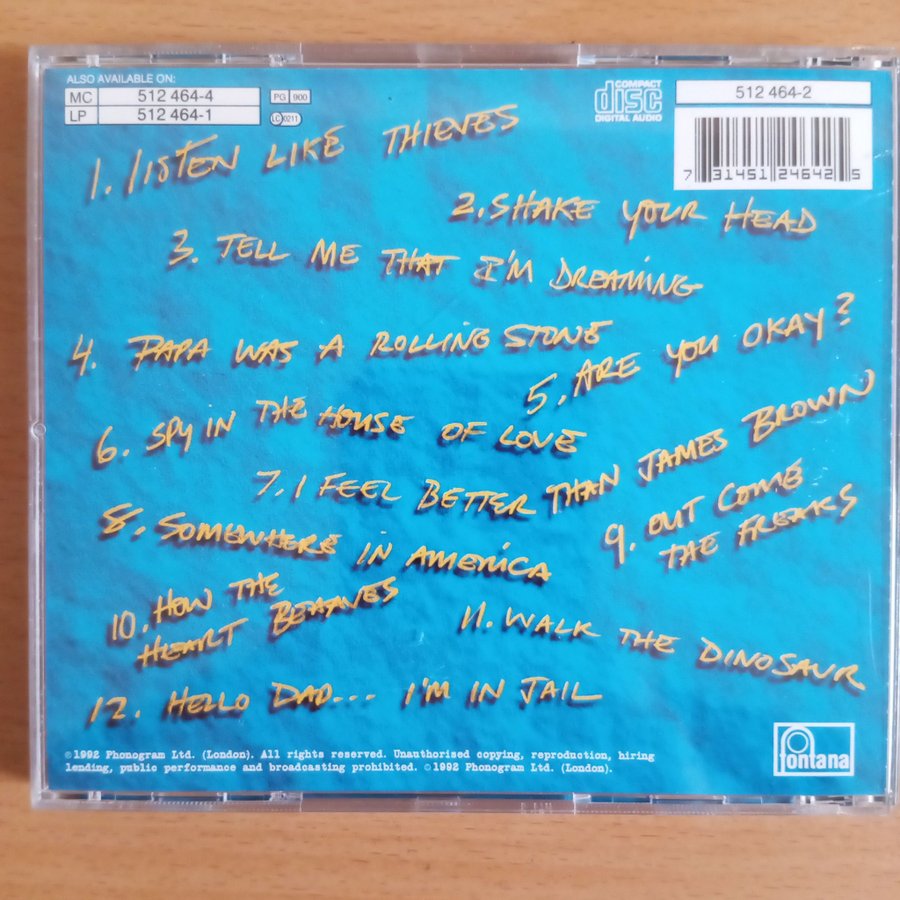 ALSO AVAILABLE ON:
MC 512 464-4 PG 900
LP 512 464-1 LC 0211
COMPACT
disc
DIGITAL AUDIO
512 464-2
7 31451 24642 5
1. LISTEN LIKE THIEVES
2. SHAKE YOUR HEAD
3. TELL ME THAT I'M DREAMING
4. PAPA WAS A ROLLING STONE
5. ARE YOU OKAY?
6. SPY IN THE HOUSE OF LOVE
7. I FEEL BETTER THAN JAMES BROWN
8. SOMEWHERE IN AMERICA
9. OUT COME
THE FREAKS
10. HOW THE
HEART BEHAVES
11. WALK THE DINOSAUR
12. HELLO DAD... I'M IN JAIL
℗1992 Phonogram Ltd. (London). All rights reserved. Unauthorised copying, reproduction, hiring
lending, public performance and broadcasting prohibited. ©1992 Phonogram Ltd. (London).
fontana